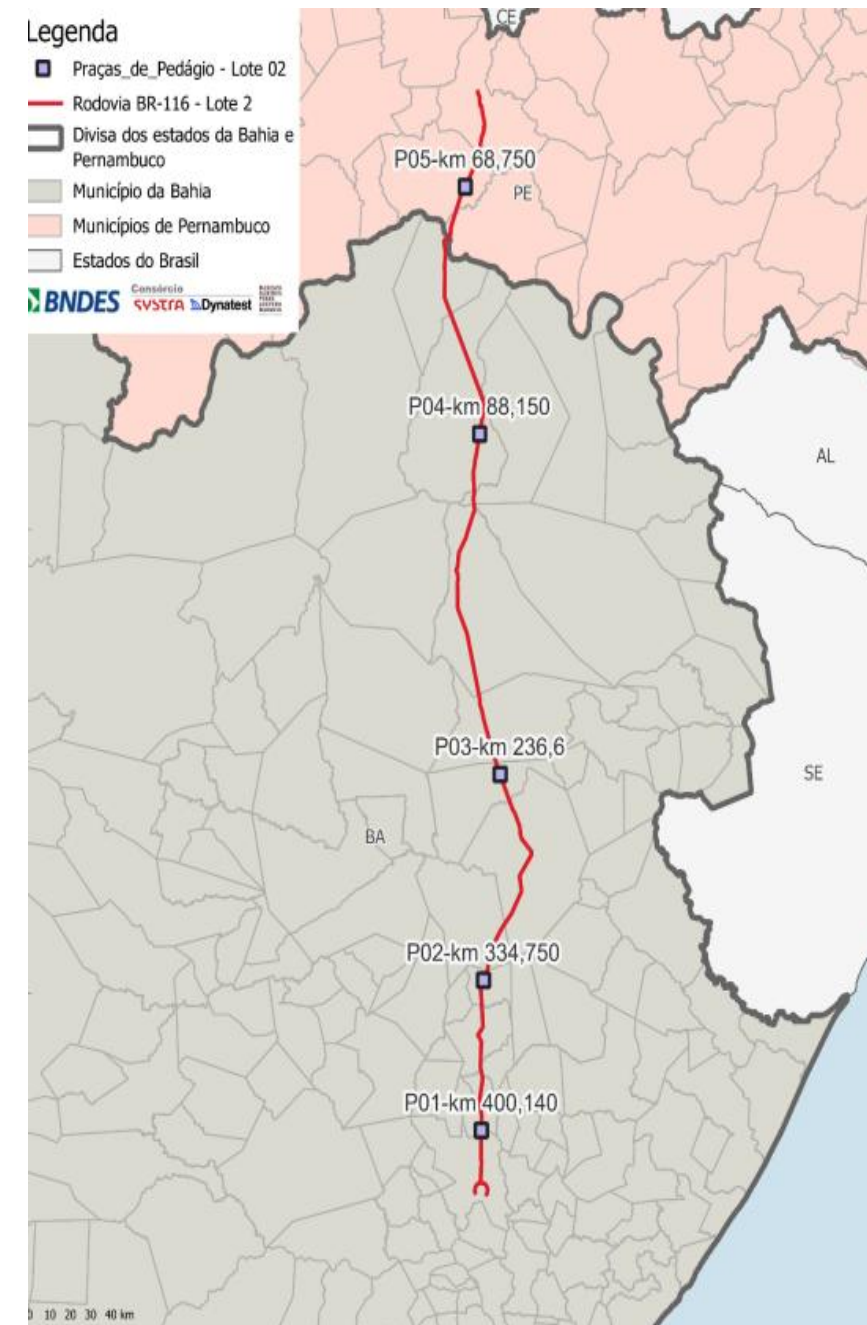 Legenda
Praças_de_Pedágio - Lote 02
Rodovia BR-116 - Lote 2
Divisa dos estados da Bahia e
Pernambuco
Município da Bahia
Municípios de Pernambuco
Estados do Brasil
BNDES
Consórcio
SYSTRA Dynatest
CE
P05-km 68,750
PE
P04-km 88,150
AL
P03-km 236,6
SE
BA
P02-km 334,750
P01-km 400,140
0 10 20 30 40 km